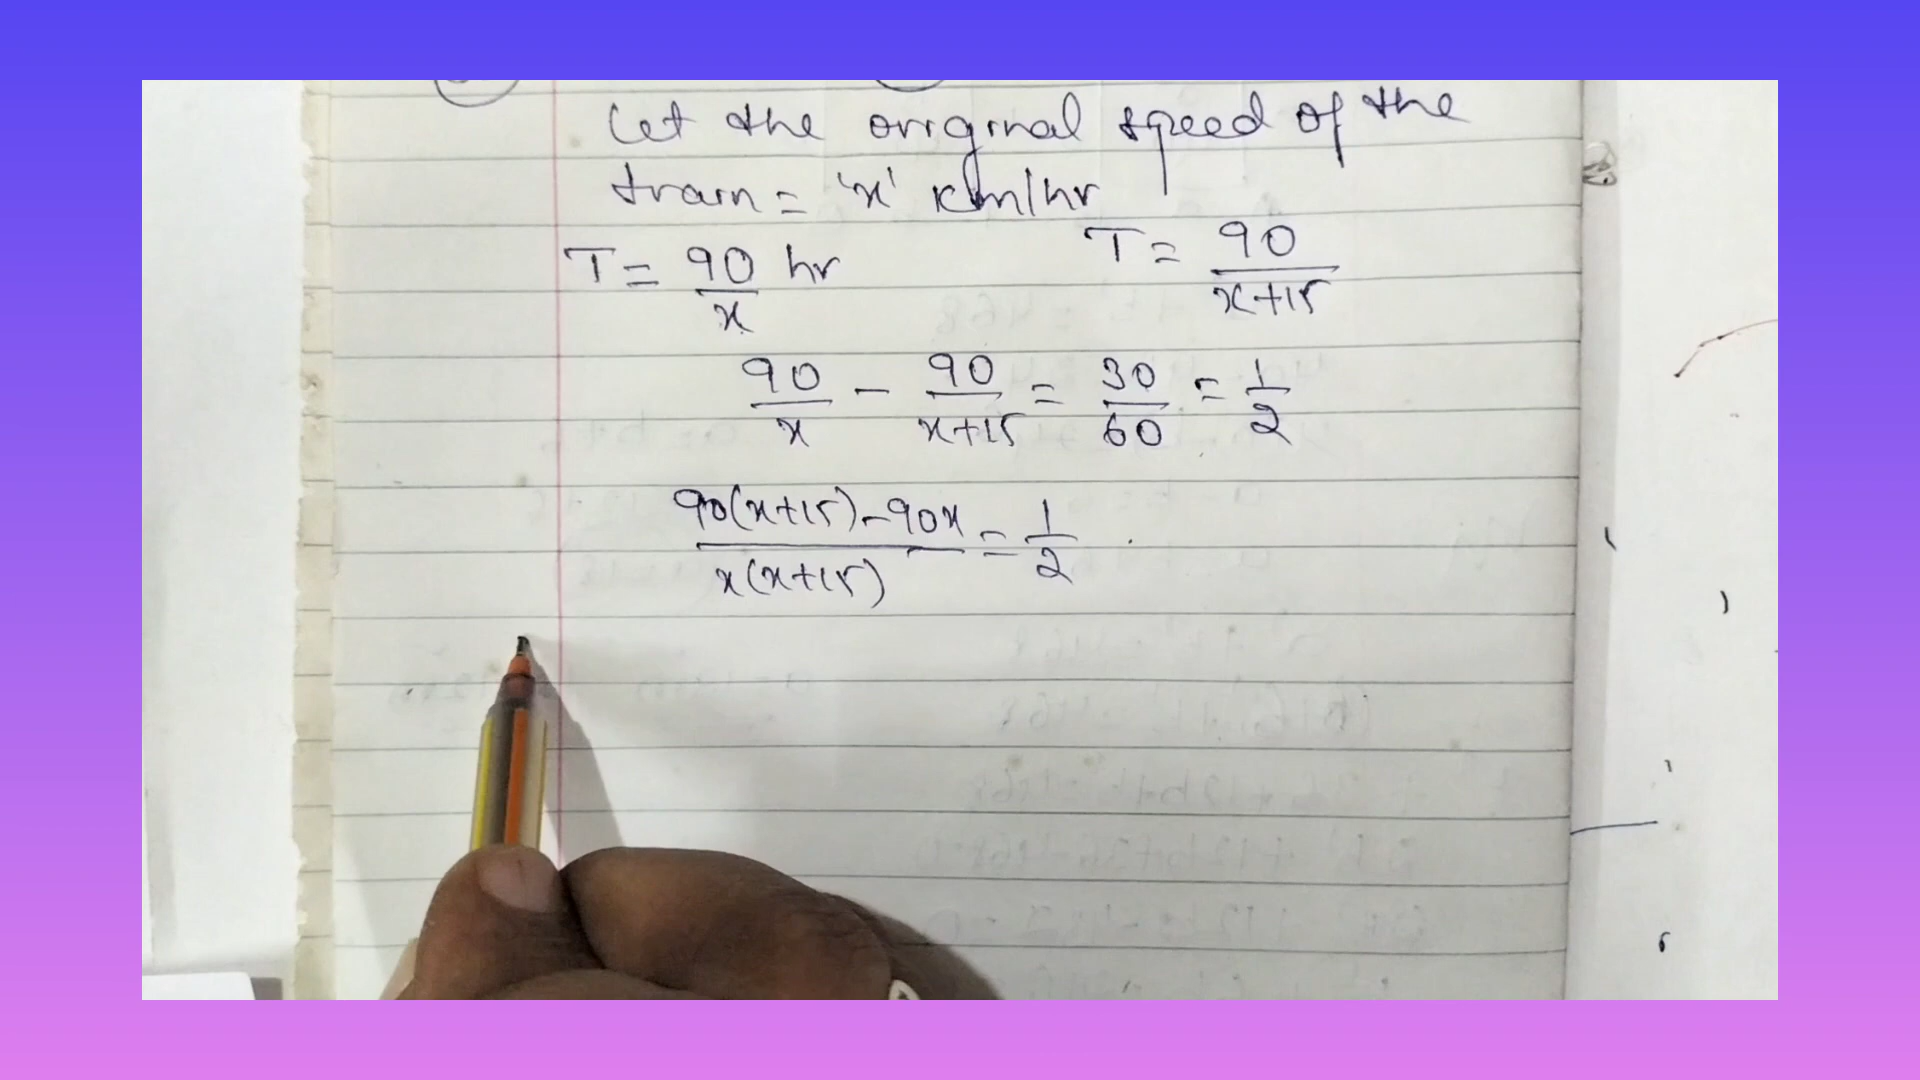 Let the original speed of the
train = 'x' km/hr
T = 90/x hr T = 90/x+15
90/x - 90/x+15 = 30/60 = 1/2
90(x+15)-90x/x(x+15) = 1/2